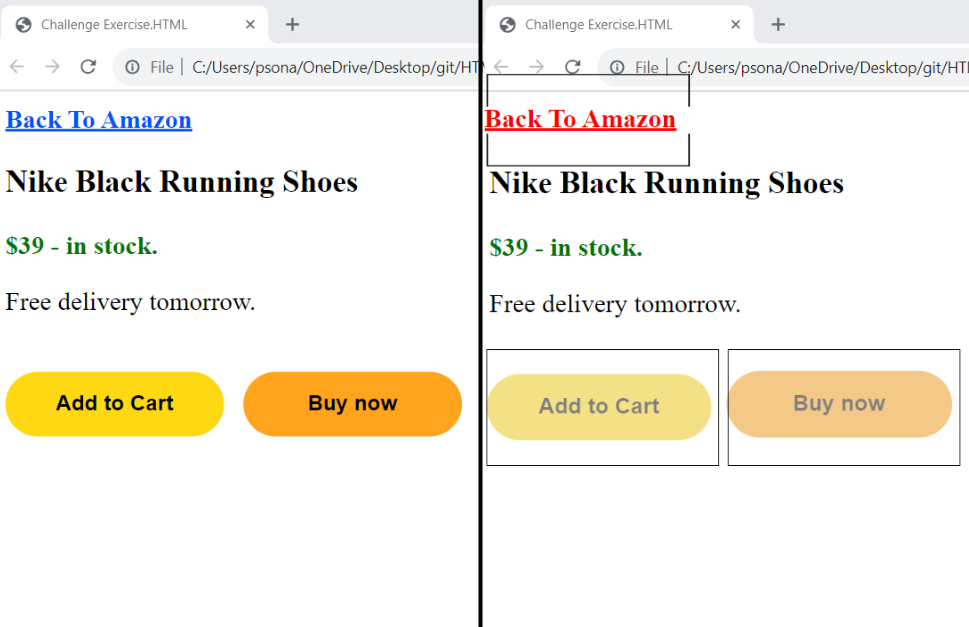 Challenge Exercise.HTML
File | C:/Users/psona/OneDrive/Desktop/git/HT
Back To Amazon
Nike Black Running Shoes
$39 - in stock.
Free delivery tomorrow.
Add to Cart
Buy now
Challenge Exercise.HTML
File | C:/Users/psona/OneDrive/Desktop/git/HTM
Back To Amazon
Nike Black Running Shoes
$39 - in stock.
Free delivery tomorrow.
Add to Cart
Buy now